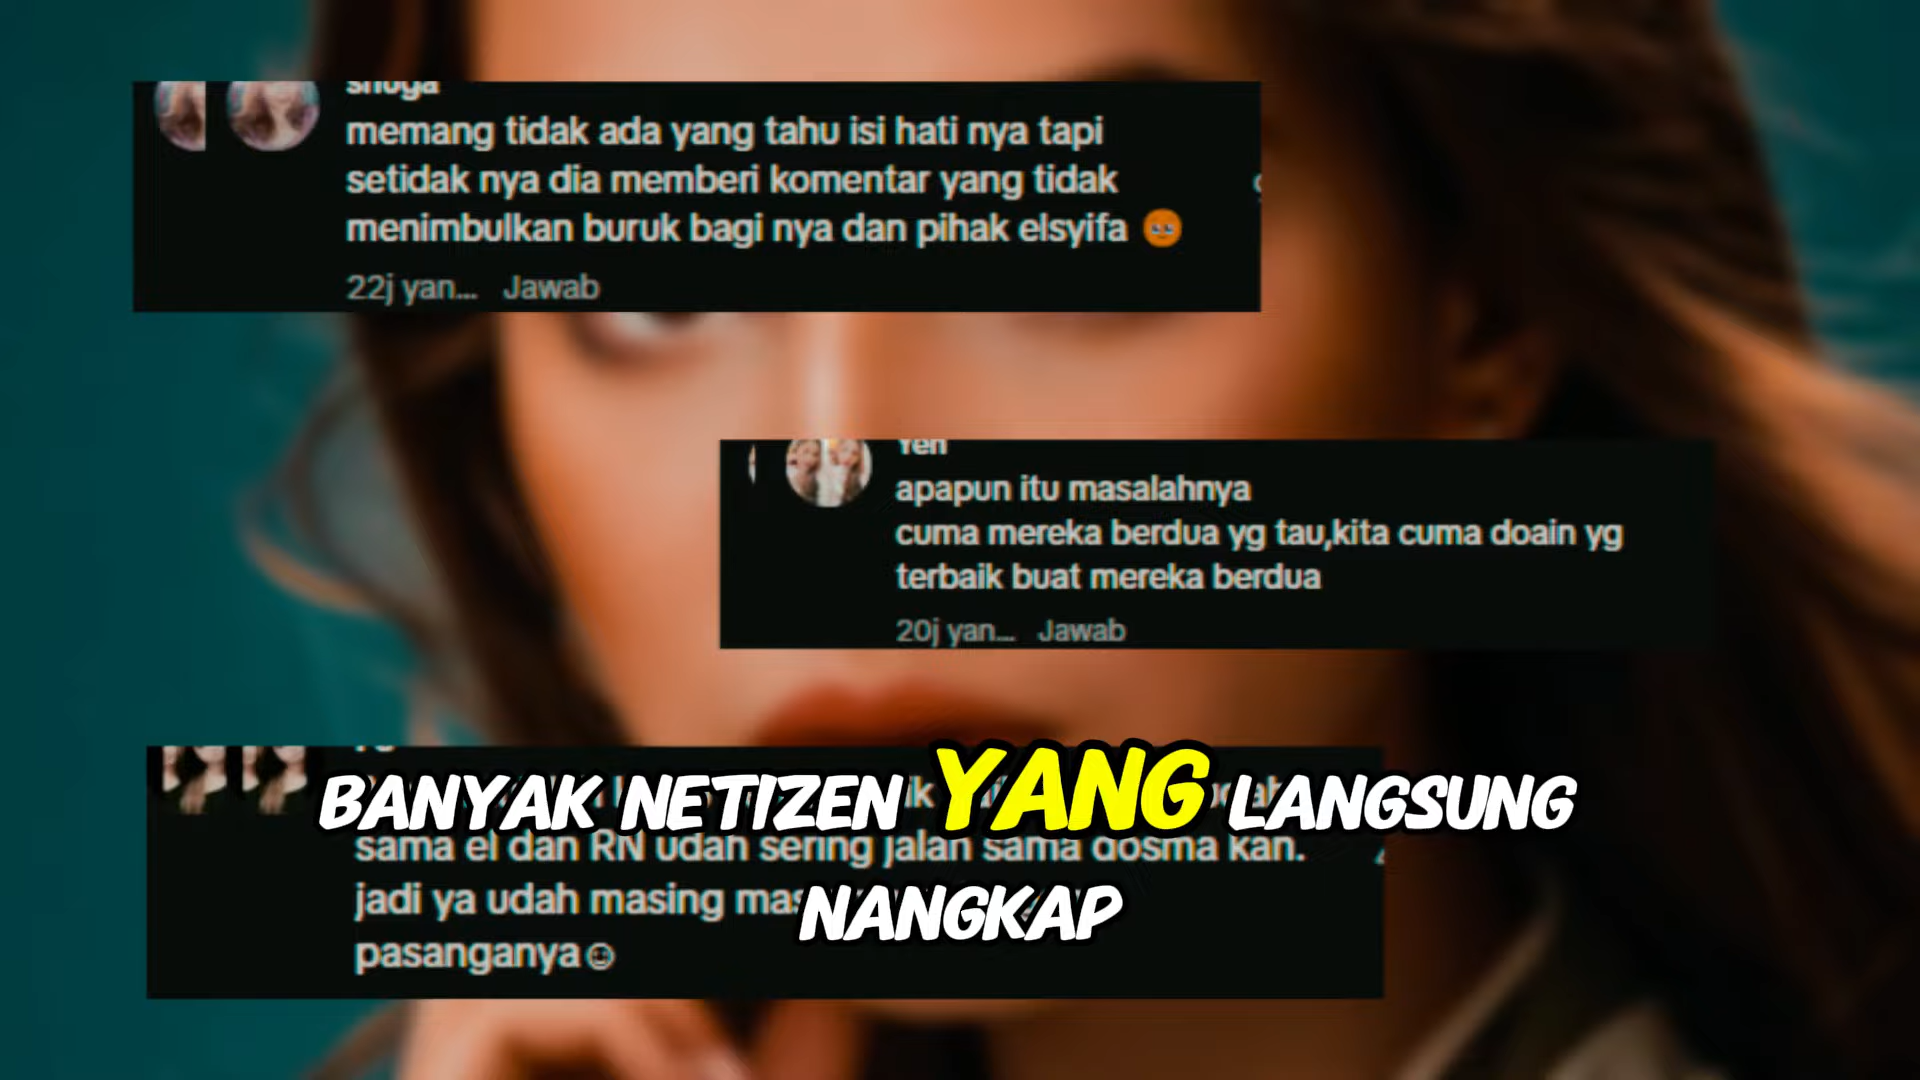 shuga
memang tidak ada yang tahu isi hati nya tapi
setidak nya dia memberi komentar yang tidak
menimbulkan buruk bagi nya dan pihak elsyifa
22j yan... Jawab
Yeh
apapun itu masalahnya
cuma mereka berdua yg tau,kita cuma doain yg
terbaik buat mereka berdua
20j yan... Jawab
BANYAK NETIZEN YANG LANGSUNG
NANGKAP
sama el dan RN udah sering jalan sama dosma kan.
jadi ya udah masing
pasanganya